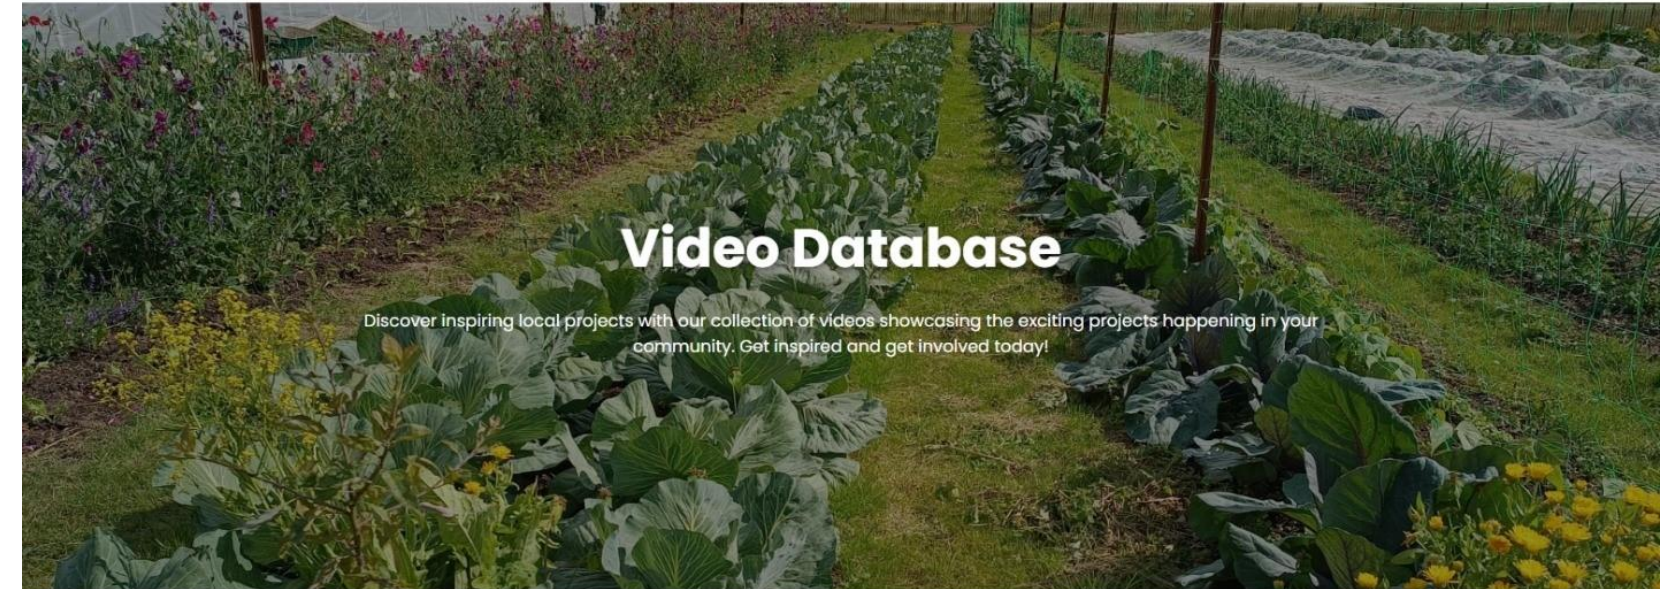 Video Database
Discover inspiring local projects with our collection of videos showcasing the exciting projects happening in your
community. Get inspired and get involved today!